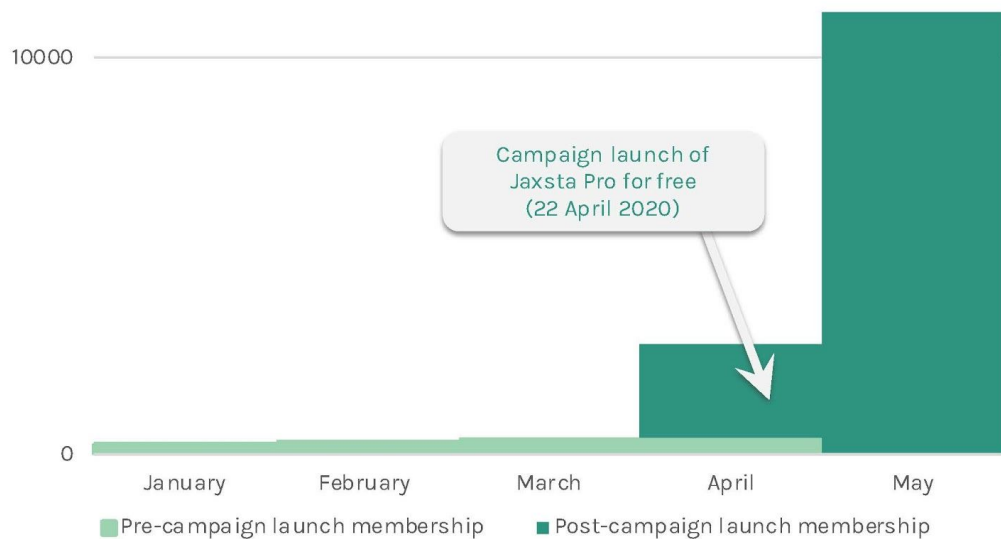 10000
Campaign launch of
Jaxsta Pro for free
(22 April 2020)
0
January February March April May
Pre-campaign launch membership Post-campaign launch membership